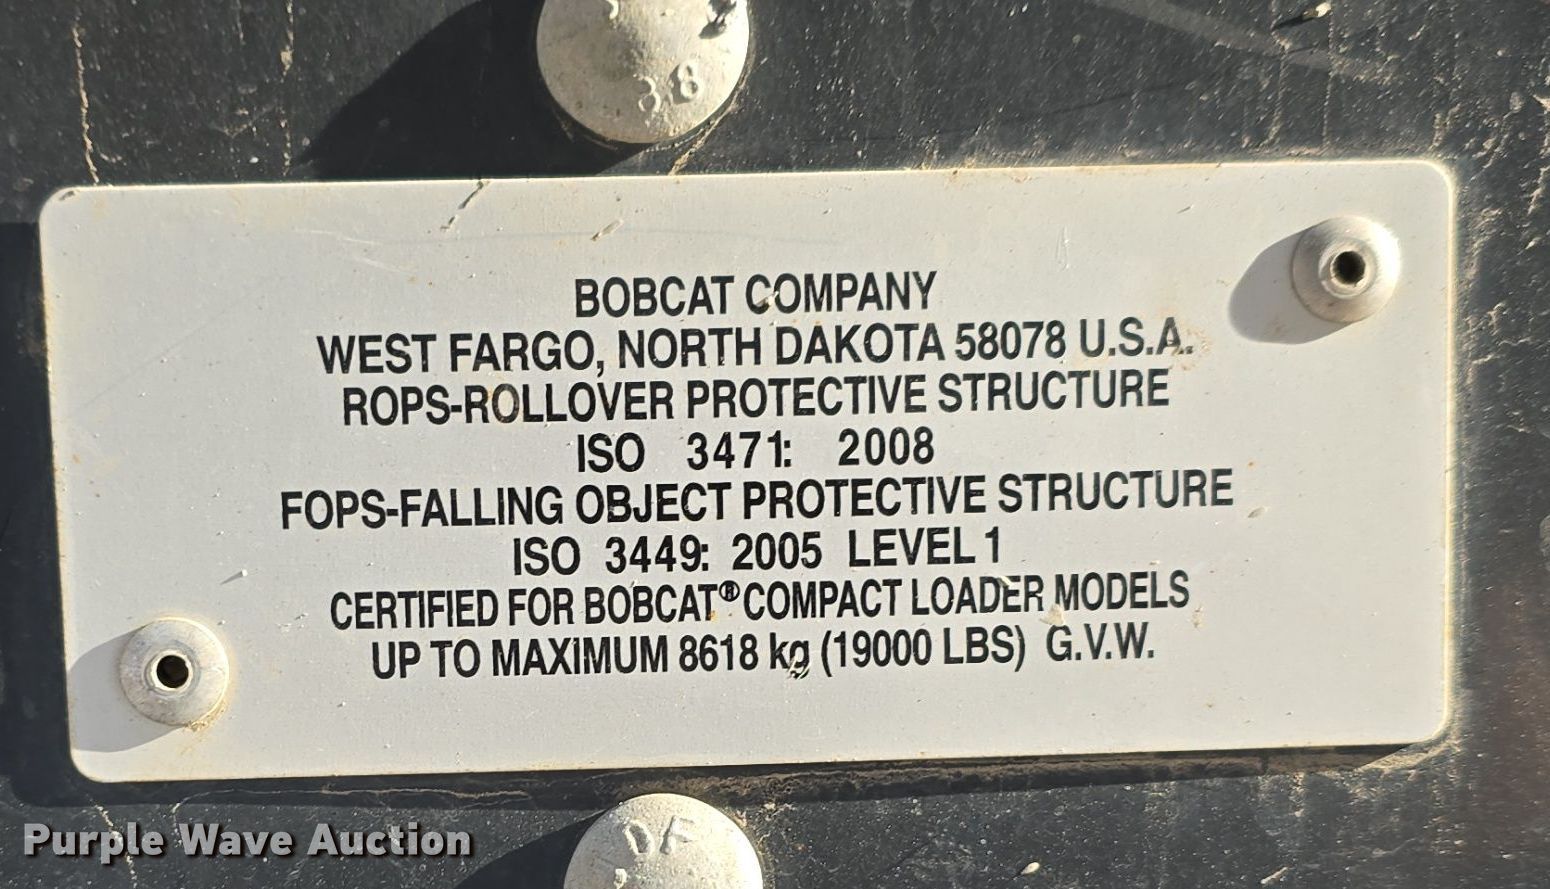 3.8
BOBCAT COMPANY
WEST FARGO, NORTH DAKOTA 58078 U.S.A.
ROPS-ROLLOVER PROTECTIVE STRUCTURE
ISO 3471: 2008
FOPS-FALLING OBJECT PROTECTIVE STRUCTURE
ISO 3449: 2005 LEVEL 1
CERTIFIED FOR BOBCAT® COMPACT LOADER MODELS
UP TO MAXIMUM 8618 kg (19000 LBS) G.V.W.
Purple Wave Auction